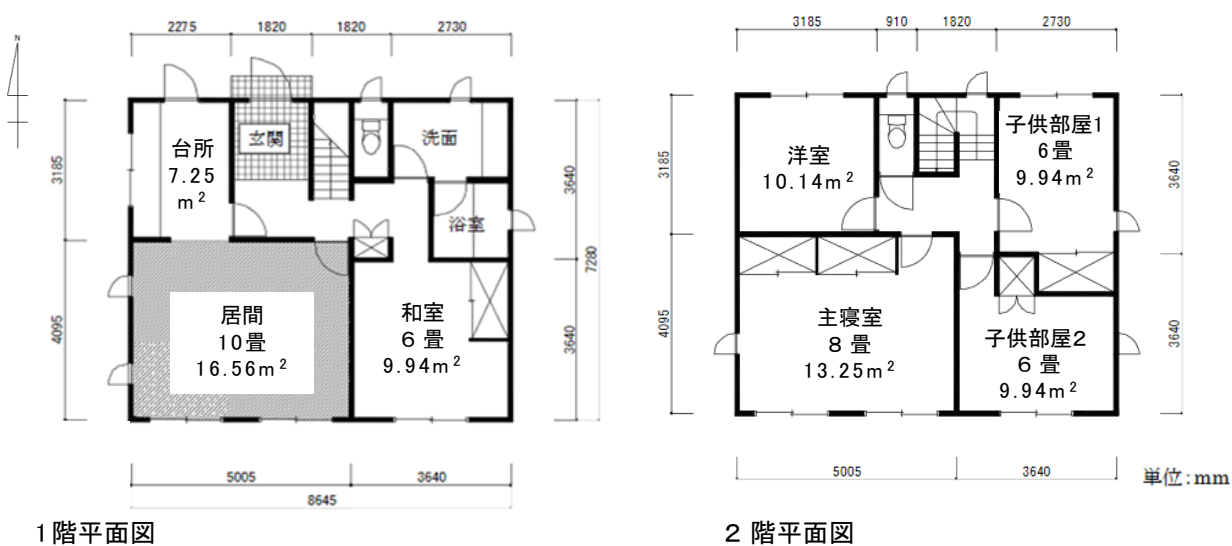 2275
1820
1820
2730
N
3185
4095
台所
7.25
m²
玄関
洗面
浴室
居間
10畳
16.56m²
和室
6 畳
9.94m²
3640
3640
7280
5005
3640
8645
1階平面図
3185
910
1820
2730
3185
4095
洋室
10.14m²
子供部屋1
6畳
9.94m²
主寝室
8 畳
13.25m²
子供部屋2
6 畳
9.94m²
3640
3640
5005
3640
単位:mm
2 階平面図